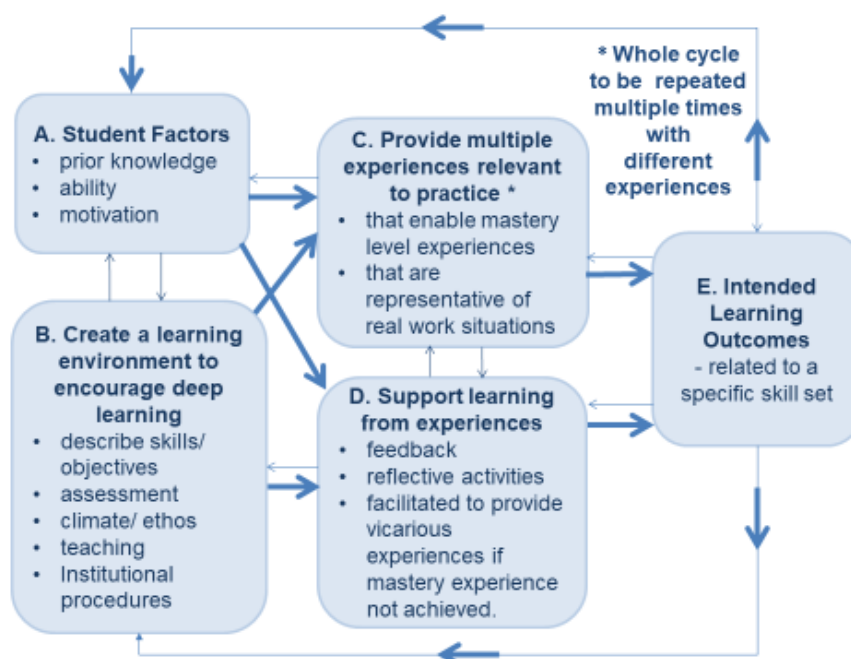 * Whole cycle
to be repeated
multiple times
with
different
experiences
A. Student Factors
• prior knowledge
• ability
• motivation
C. Provide multiple
experiences relevant
to practice *
• that enable mastery
level experiences
• that are
representative of
real work situations
B. Create a learning
environment to
encourage deep
learning
• describe skills/
objectives
• assessment
• climate/ ethos
• teaching
• Institutional
procedures
D. Support learning
from experiences
• feedback
• reflective activities
• facilitated to provide
vicarious
experiences if
mastery experience
not achieved.
E. Intended
Learning
Outcomes
- related to a
specific skill set